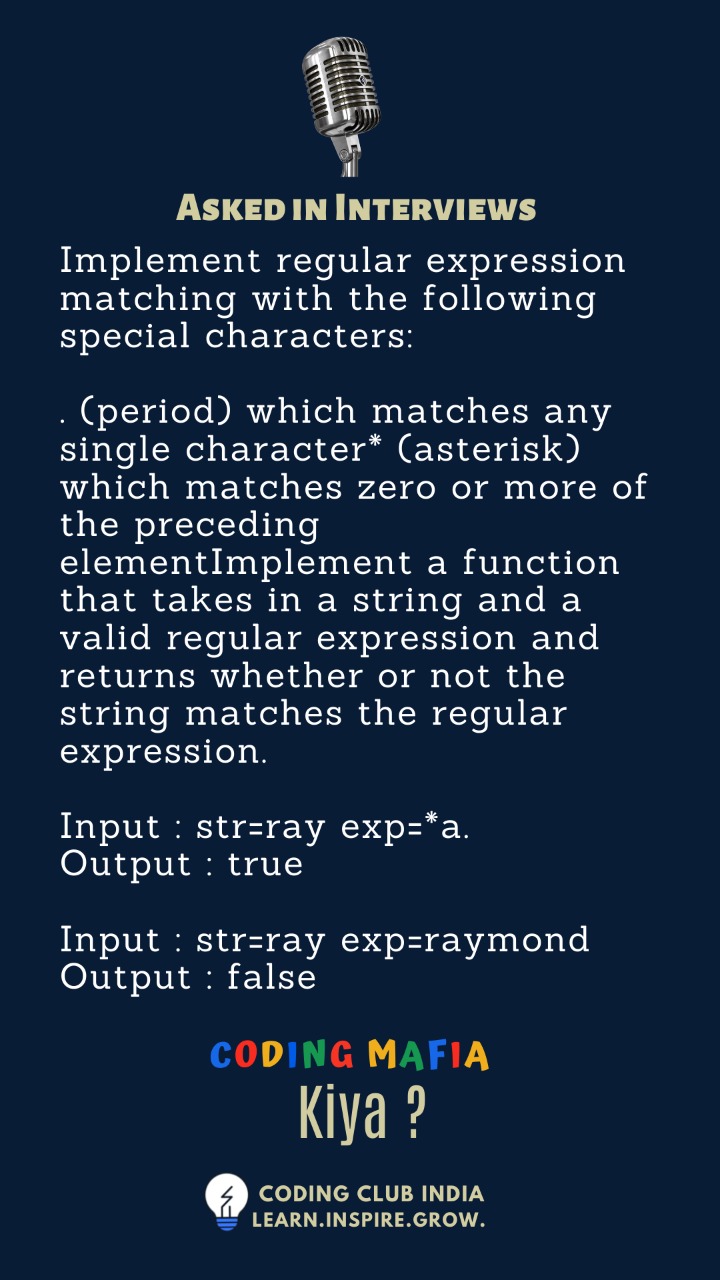 Asked in Interviews
Implement regular expression
matching with the following
special characters:
. (period) which matches any
single character* (asterisk)
which matches zero or more of
the preceding
elementImplement a function
that takes in a string and a
valid regular expression and
returns whether or not the
string matches the regular
expression.
Input : str=ray exp=*a.
Output : true
Input : str=ray exp=raymond
Output : false
CODING MAFIA
Kiya ?
CODING CLUB INDIA
LEARN.INSPIRE.GROW.